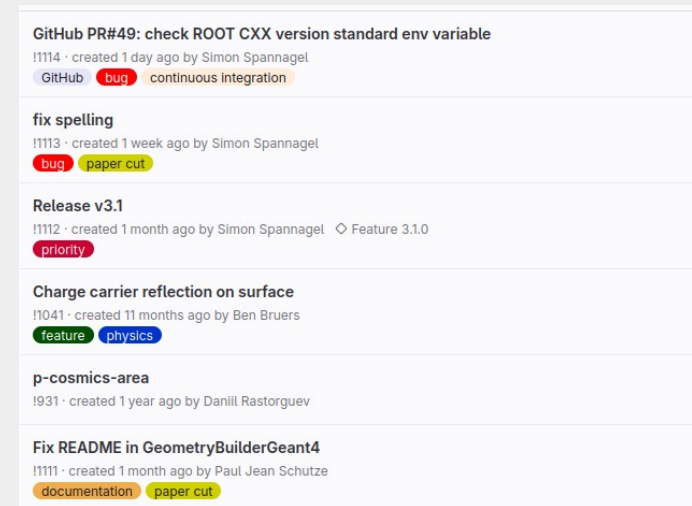 GitHub PR#49: check ROOT CXX version standard env variable
!1114 · created 1 day ago by Simon Spannagel
GitHub bug continuous integration
fix spelling
!1113 · created 1 week ago by Simon Spannagel
bug paper cut
Release v3.1
!1112 · created 1 month ago by Simon Spannagel ◇ Feature 3.1.0
priority
Charge carrier reflection on surface
!1041 · created 11 months ago by Ben Bruers
feature physics
p-cosmics-area
!931 · created 1 year ago by Daniil Rastorguev
Fix README in GeometryBuilderGeant4
!1111 · created 1 month ago by Paul Jean Schutze
documentation paper cut